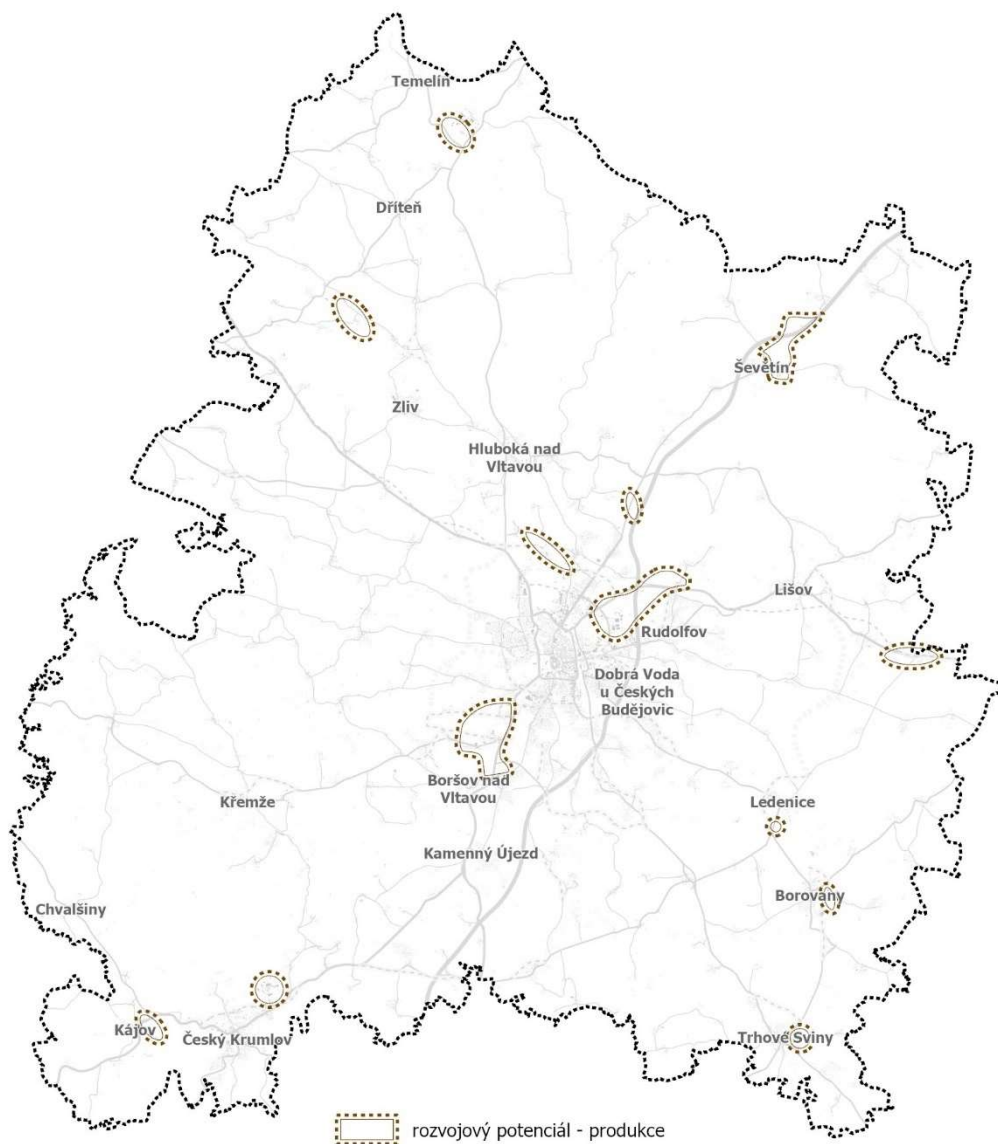 Temelín
Dříteň
Ševětín
Zliv
Hluboká nad
Vltavou
Lišov
Rudolfov
Dobrá Voda
u Českých
Budějovic
Boršov nad
Vltavou
Křemže
Ledenice
Kamenný Újezd
Borovany
Chvalšiny
Kájov
Český Krumlov
Trhové Sviny
rozvojový potenciál - produkce